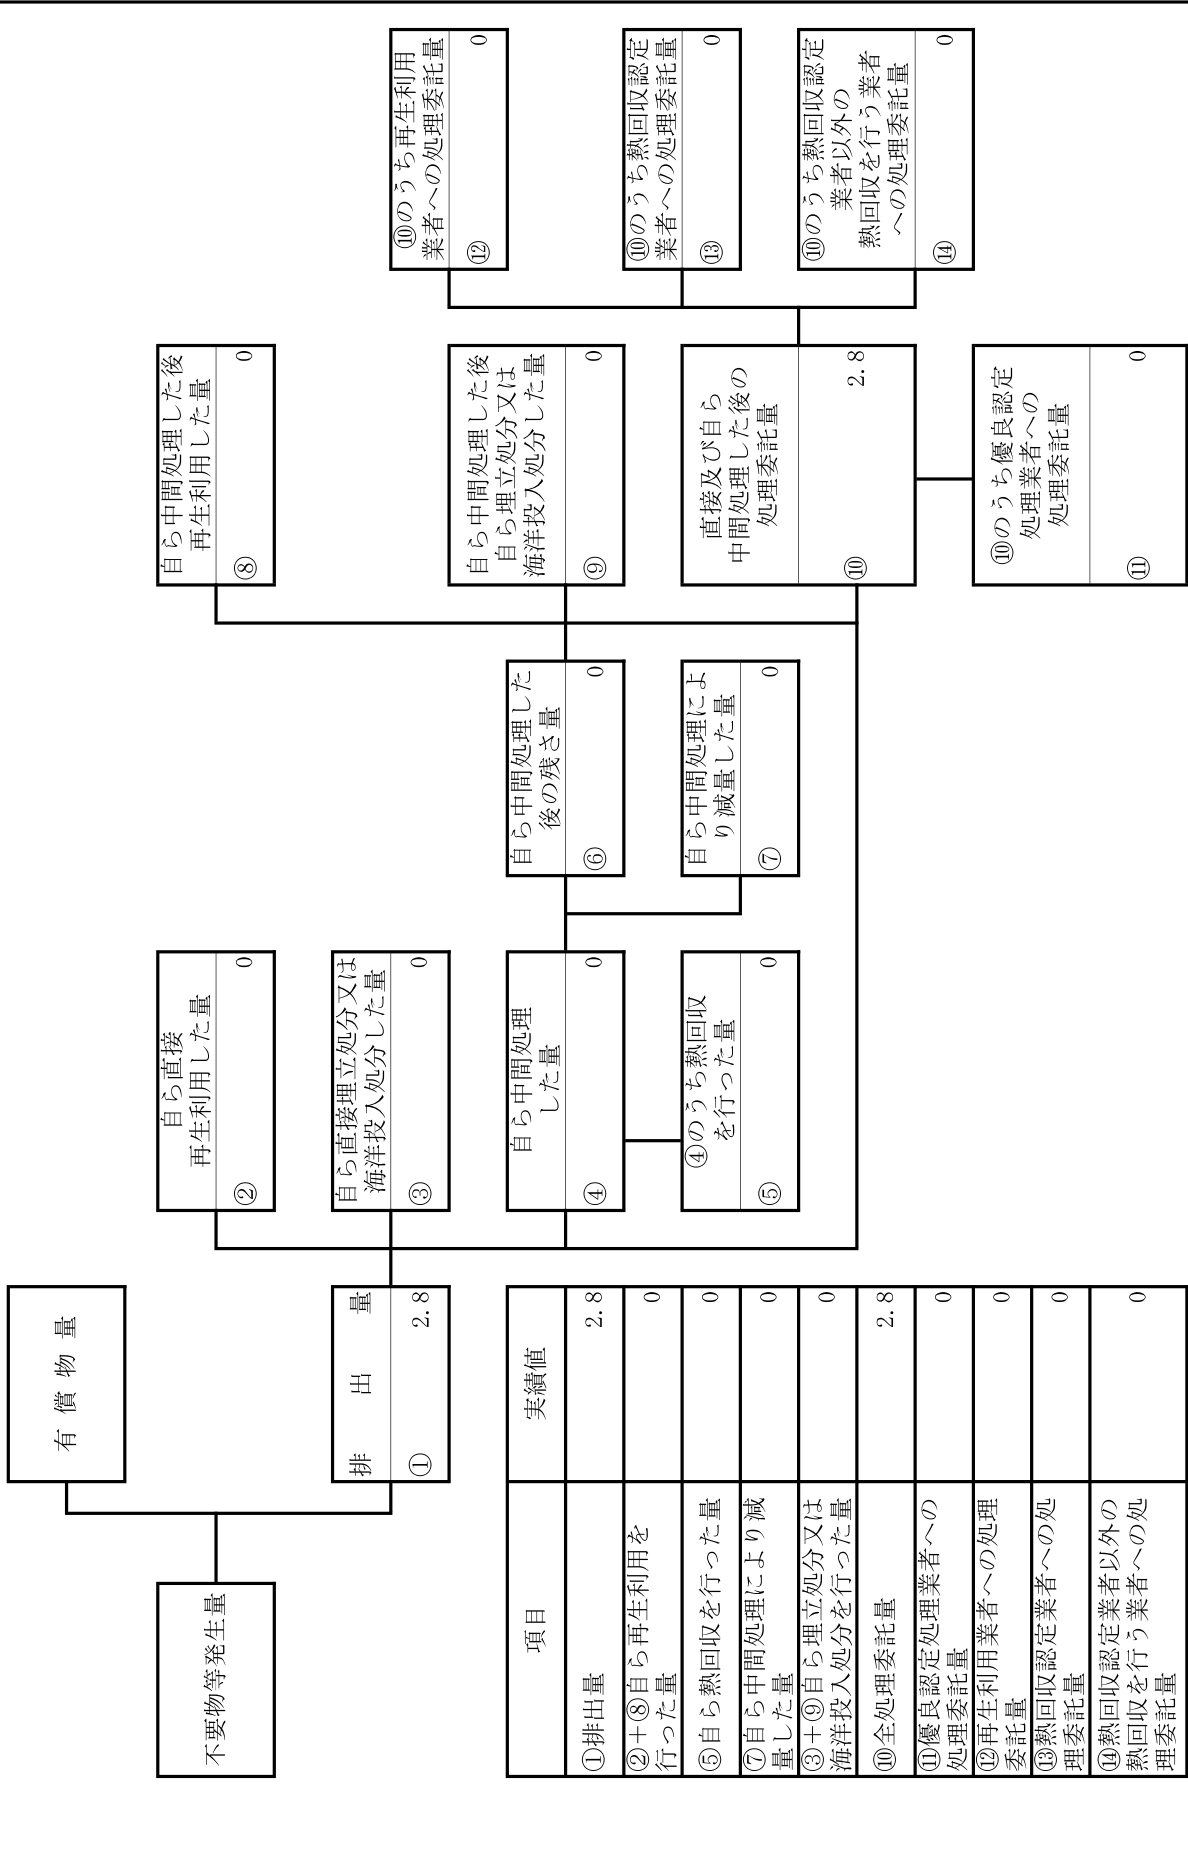 不要物等発生量
有償物量
排出量
① 2.8
自ら直接
再生利用した量
② 0
自ら直接埋立処分又は
海洋投入処分した量
③ 0
自ら中間処理
した量
④ 0
④のうち熱回収
を行った量
⑤ 0
自ら中間処理した
後の残さ量
⑥ 0
自ら中間処理によ
り減量した量
⑦ 0
自ら中間処理した後
再生利用した量
⑧ 0
自ら中間処理した後
自ら埋立処分又は
海洋投入処分した量
⑨ 0
直接及び自ら
中間処理した後の
処理委託量
⑩ 2.8
⑩のうち優良認定
処理業者への
処理委託量
⑪ 0
⑩のうち再生利用
業者への処理委託量
⑫ 0
⑩のうち熱回収認定
業者への処理委託量
⑬ 0
⑩のうち熱回収認定
業者以外の
熱回収を行う業者
への処理委託量
⑭ 0
項目 実績値
①排出量 2.8
②＋⑧自ら再生利用を
行った量 0
⑤自ら熱回収を行った量 0
⑦自ら中間処理により減
量した量 0
③＋⑨自ら埋立処分又は
海洋投入処分を行った量 0
⑩全処理委託量 2.8
⑪優良認定処理業者への
処理委託量 0
⑫再生利用業者への処理
委託量 0
⑬熱回収認定業者への処
理委託量 0
⑭熱回収認定業者以外の
熱回収を行う業者への処
理委託量 0